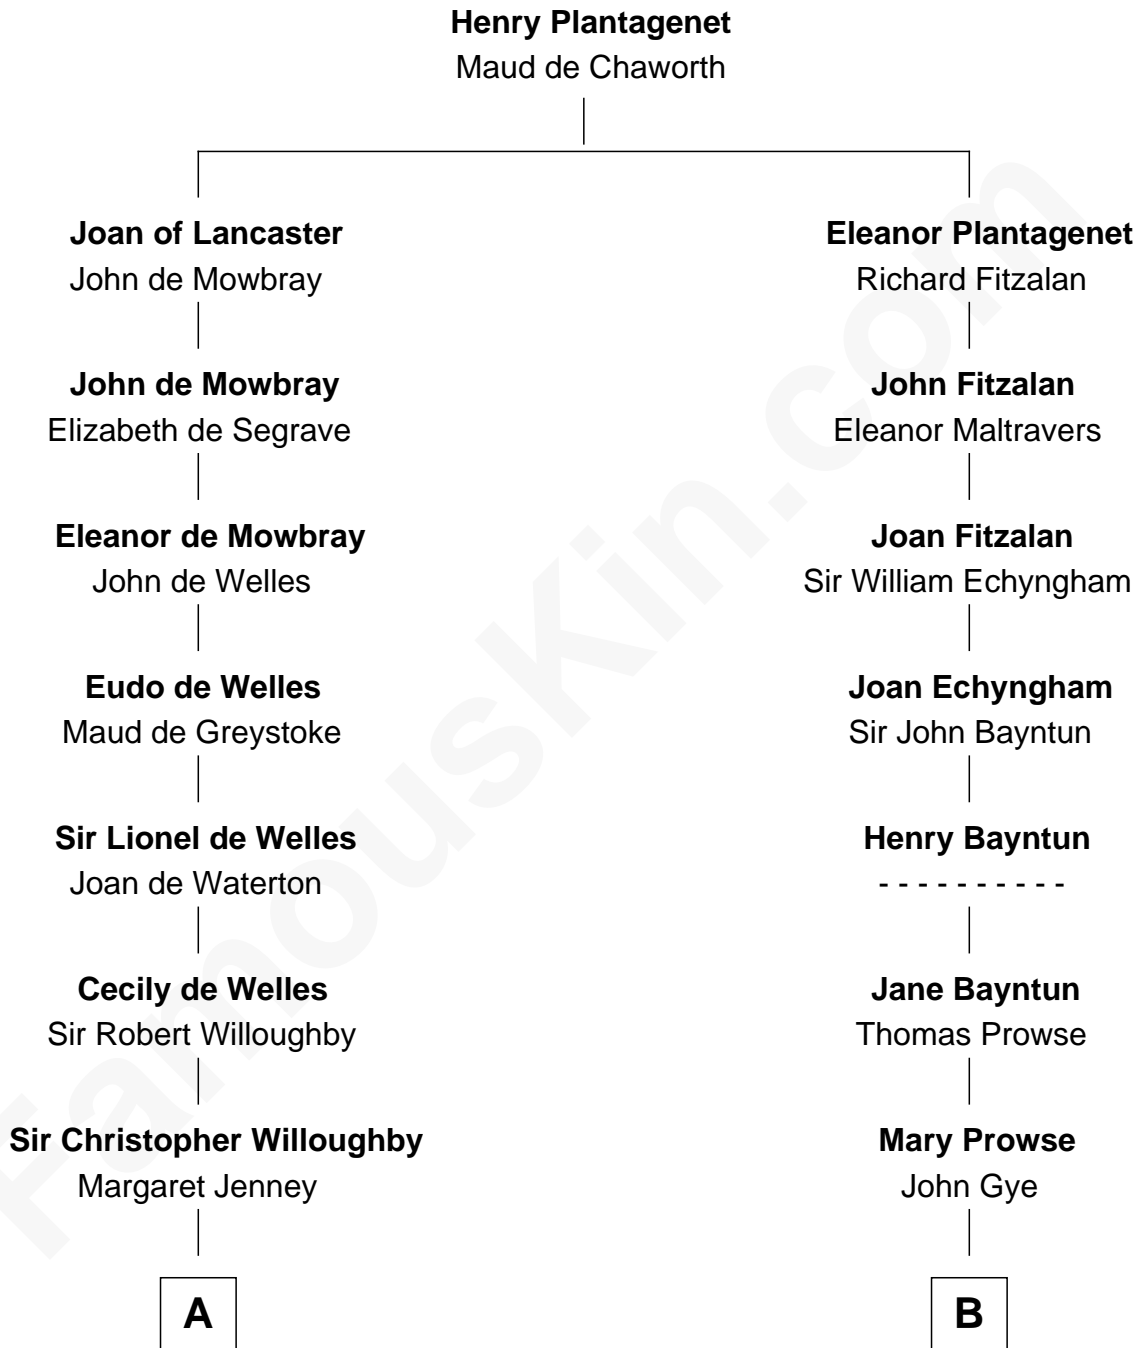 Henry Plantagenet
Maud de Chaworth
Joan of Lancaster
John de Mowbray
Eleanor Plantagenet
Richard Fitzalan
John de Mowbray
Elizabeth de Segrave
John Fitzalan
Eleanor Maltravers
Eleanor de Mowbray
John de Welles
Joan Fitzalan
Sir William Echyngham
Eudo de Welles
Maud de Greystoke
Joan Echyngham
Sir John Bayntun
Sir Lionel de Welles
Joan de Waterton
Henry Bayntun
- - - - - - - - - -
Cecily de Welles
Sir Robert Willoughby
Jane Bayntun
Thomas Prowse
Sir Christopher Willoughby
Margaret Jenney
Mary Prowse
John Gye
A
B
FamousKin.com